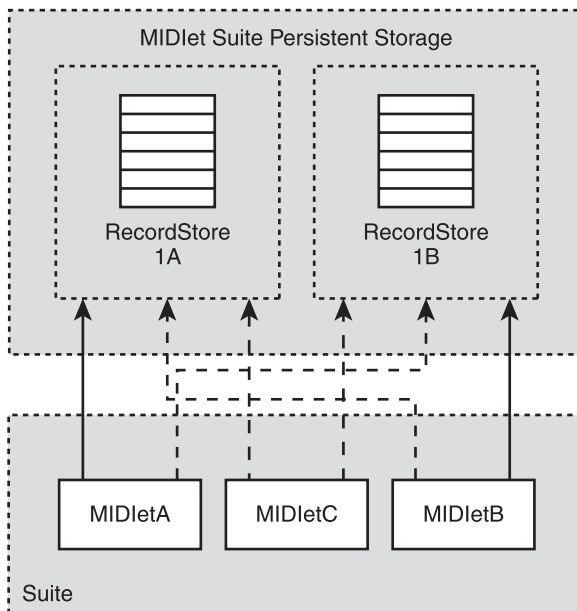 MIDlet Suite Persistent Storage
RecordStore
1A
RecordStore
1B
MIDletA
MIDletC
MIDletB
Suite